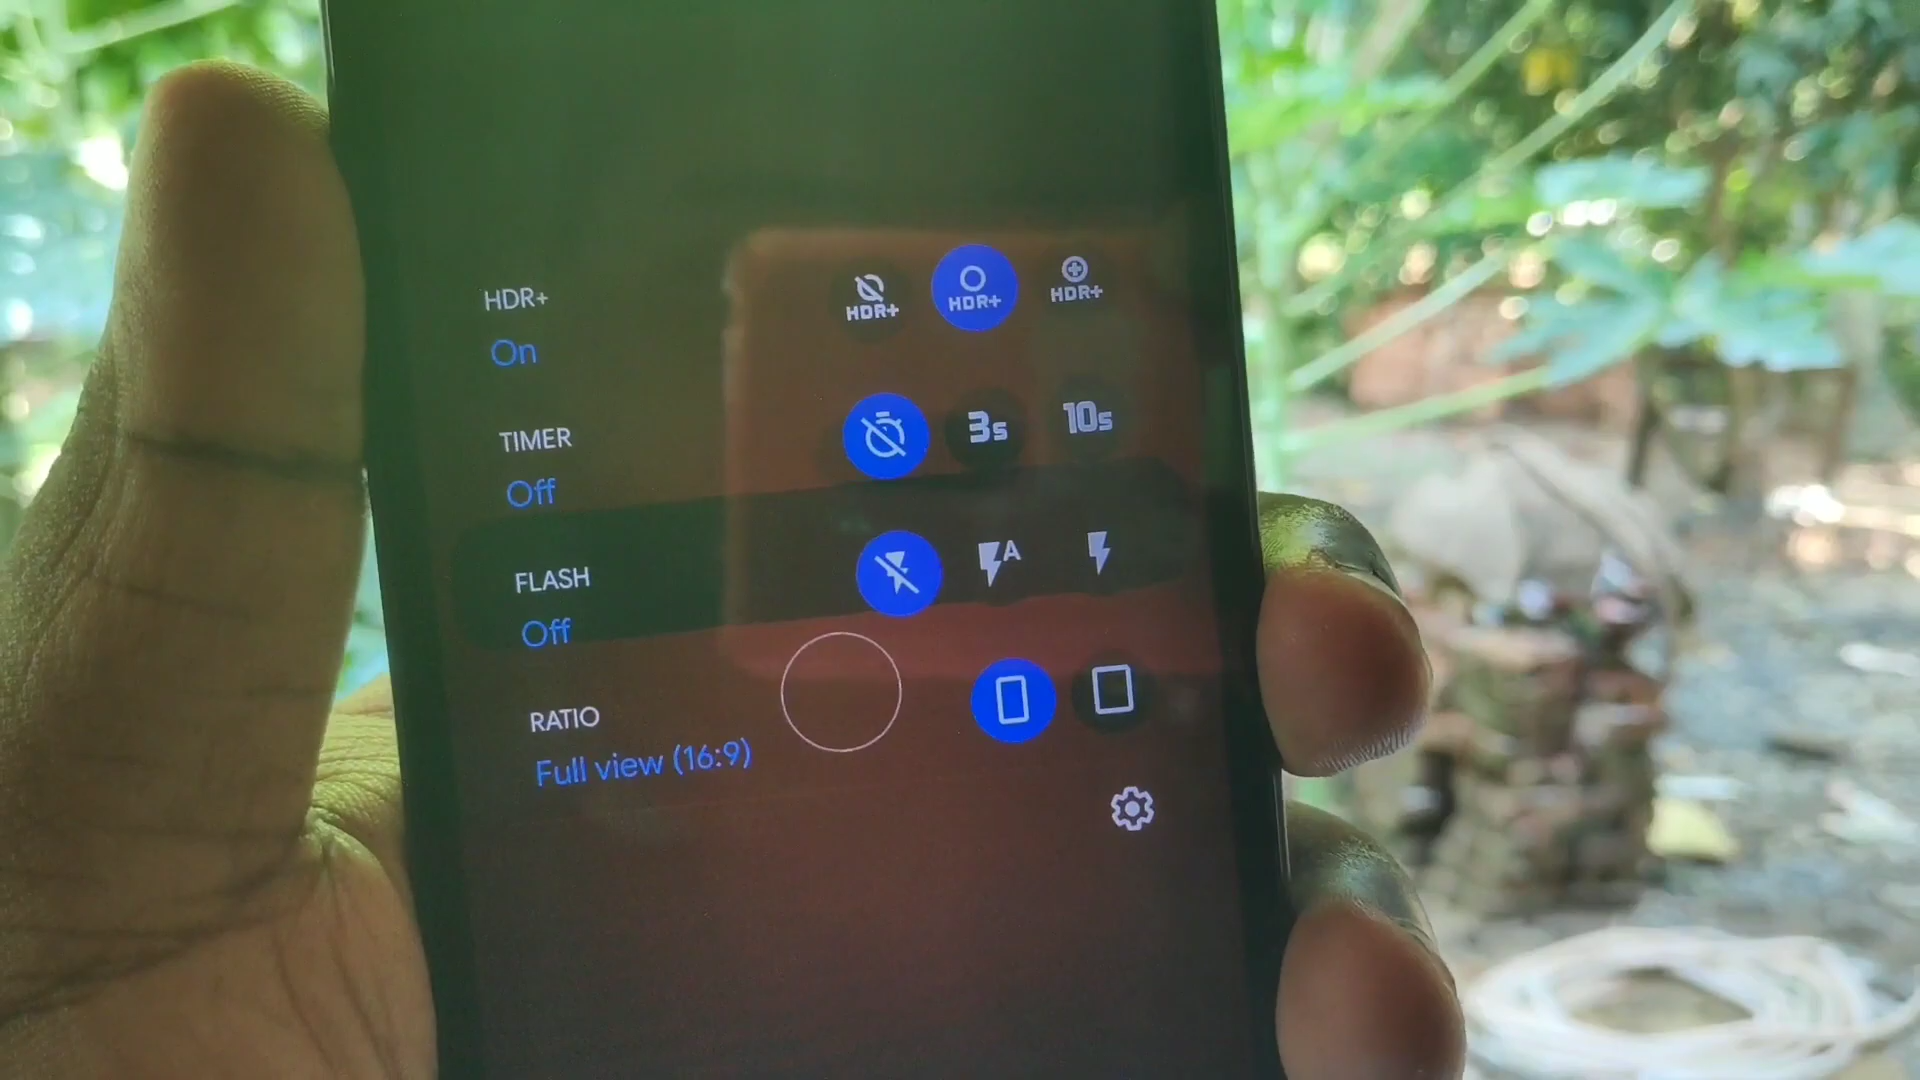 HDR+
On
HDR+
HDR+
HDR+
TIMER
Off
3s
10s
FLASH
Off
A
RATIO
Full view (16:9)